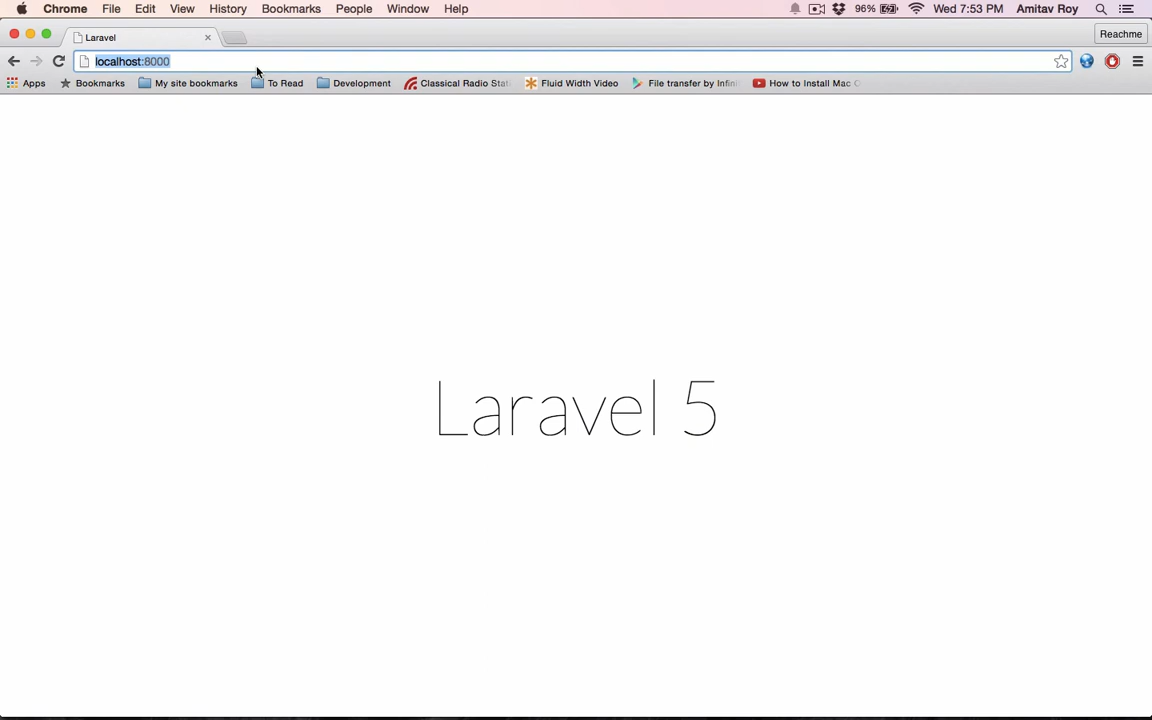 Chrome File Edit View History Bookmarks People Window Help 96% Wed 7:53 PM Amitav Roy
Laravel Reachme
localhost:8000
Apps Bookmarks My site bookmarks To Read Development Classical Radio Stat Fluid Width Video File transfer by Infini How to Install Mac O
Laravel 5